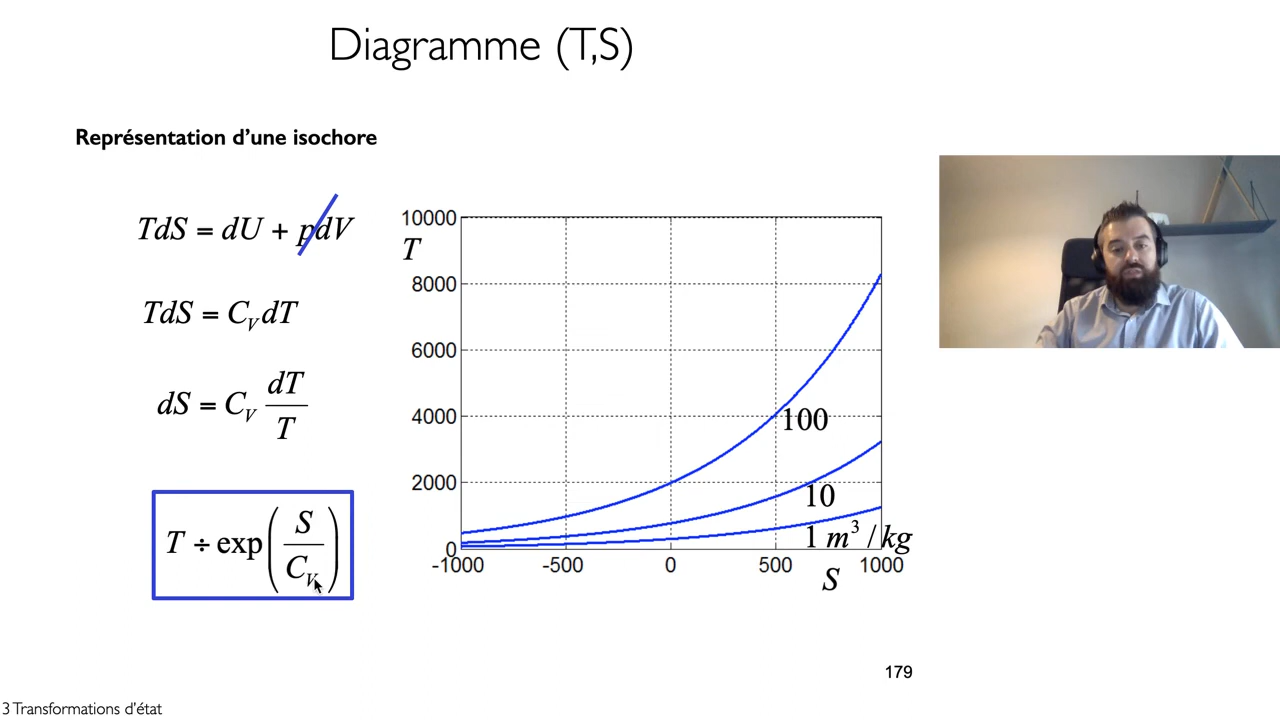 Diagramme (T,S)
Représentation d'une isochore
TdS = dU + pdV
TdS = C_V dT
dS = C_V dT/T
T ÷ exp(S/C_V)
10000
T
8000
6000
4000
2000
0
100
10
1 m³ / kg
-1000 -500 0 500 1000
S
179
3 Transformations d'état